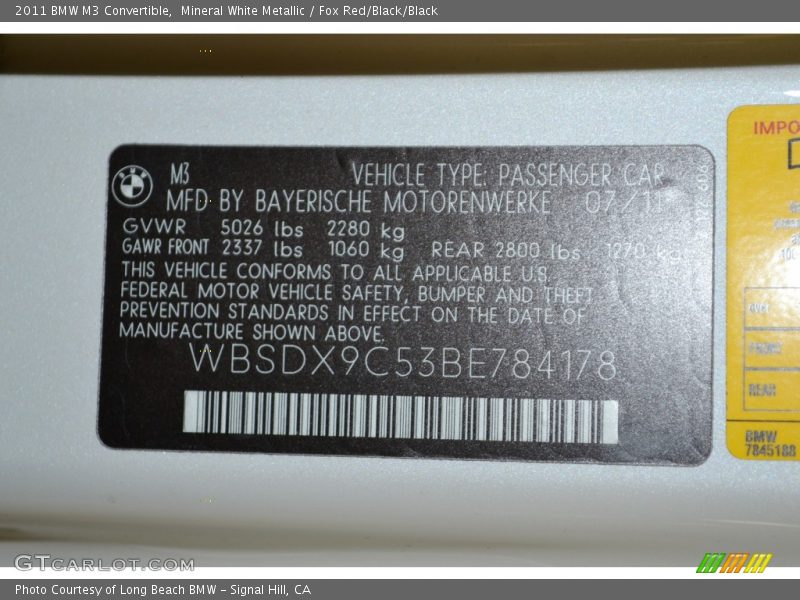 2011 BMW M3 Convertible, Mineral White Metallic / Fox Red/Black/Black
M3 VEHICLE TYPE: PASSENGER CAR
MFD BY BAYERISCHE MOTORENWERKE 07/11
GVWR 5026 lbs 2280 kg
GAWR FRONT 2337 lbs 1060 kg REAR 2800 lbs 1270 kg
THIS VEHICLE CONFORMS TO ALL APPLICABLE U.S.
FEDERAL MOTOR VEHICLE SAFETY, BUMPER AND THEFT
PREVENTION STANDARDS IN EFFECT ON THE DATE OF
MANUFACTURE SHOWN ABOVE.
WBSDX9C53BE784178
IMPO
FRONT
REAR
BMW
7845188
GTCARLOT.COM
Photo Courtesy of Long Beach BMW – Signal Hill, CA